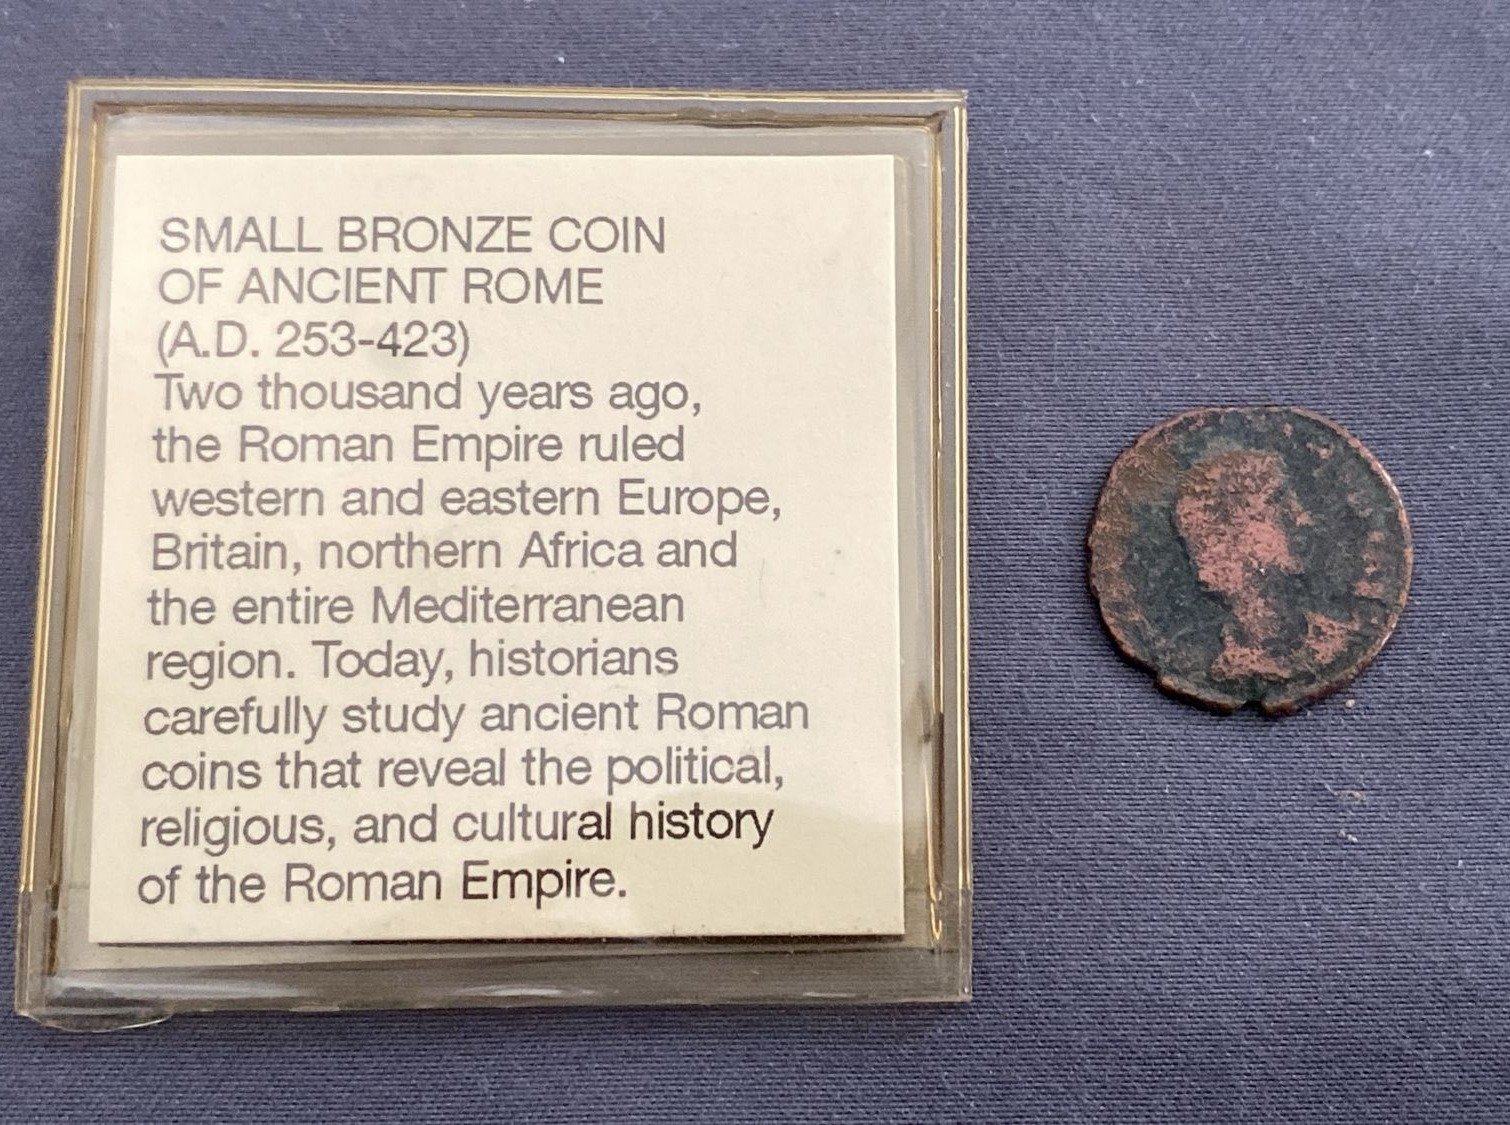 SMALL BRONZE COIN
OF ANCIENT ROME
(A.D. 253-423)
Two thousand years ago,
the Roman Empire ruled
western and eastern Europe,
Britain, northern Africa and
the entire Mediterranean
region. Today, historians
carefully study ancient Roman
coins that reveal the political,
religious, and cultural history
of the Roman Empire.